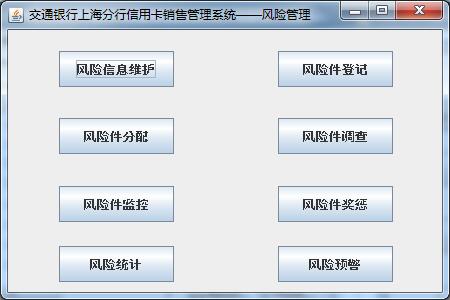 交通银行上海分行信用卡销售管理系统——风险管理
风险信息维护
风险件登记
风险件分配
风险件调查
风险件监控
风险件奖惩
风险统计
风险预警